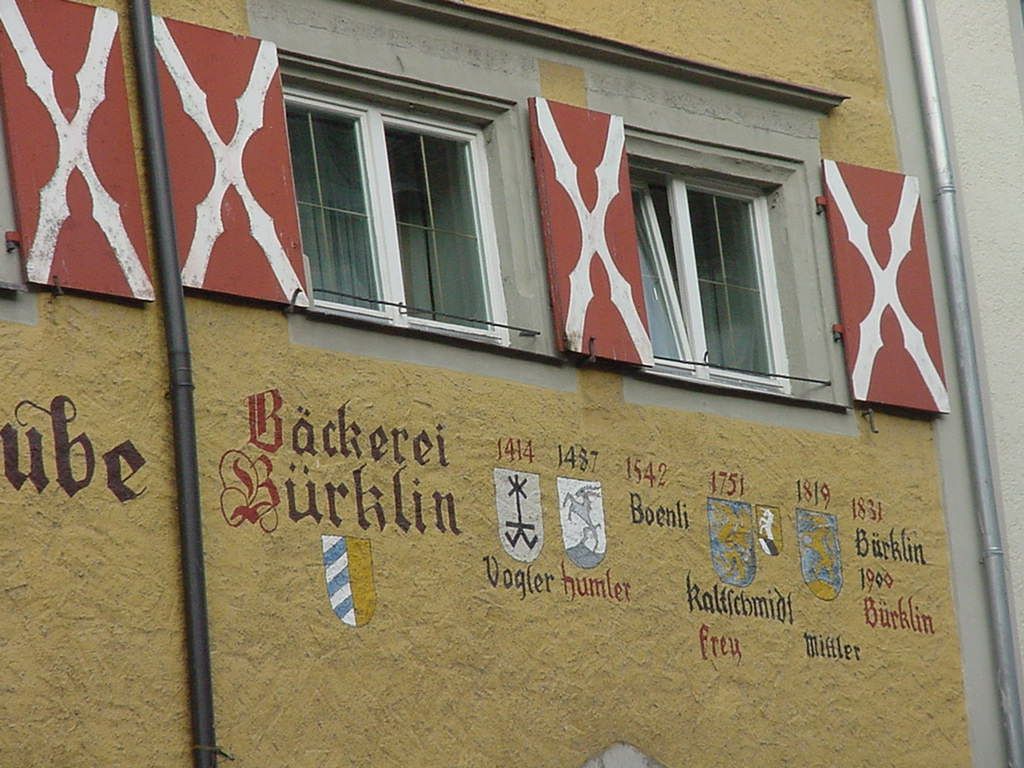 ube
Bäckerei
Bürklin
1414 1487 1542 1751 1819 1831
Vogler Humler Boenli Kaltschmidt Bürklin
1900
Frey Mittler Bürklin